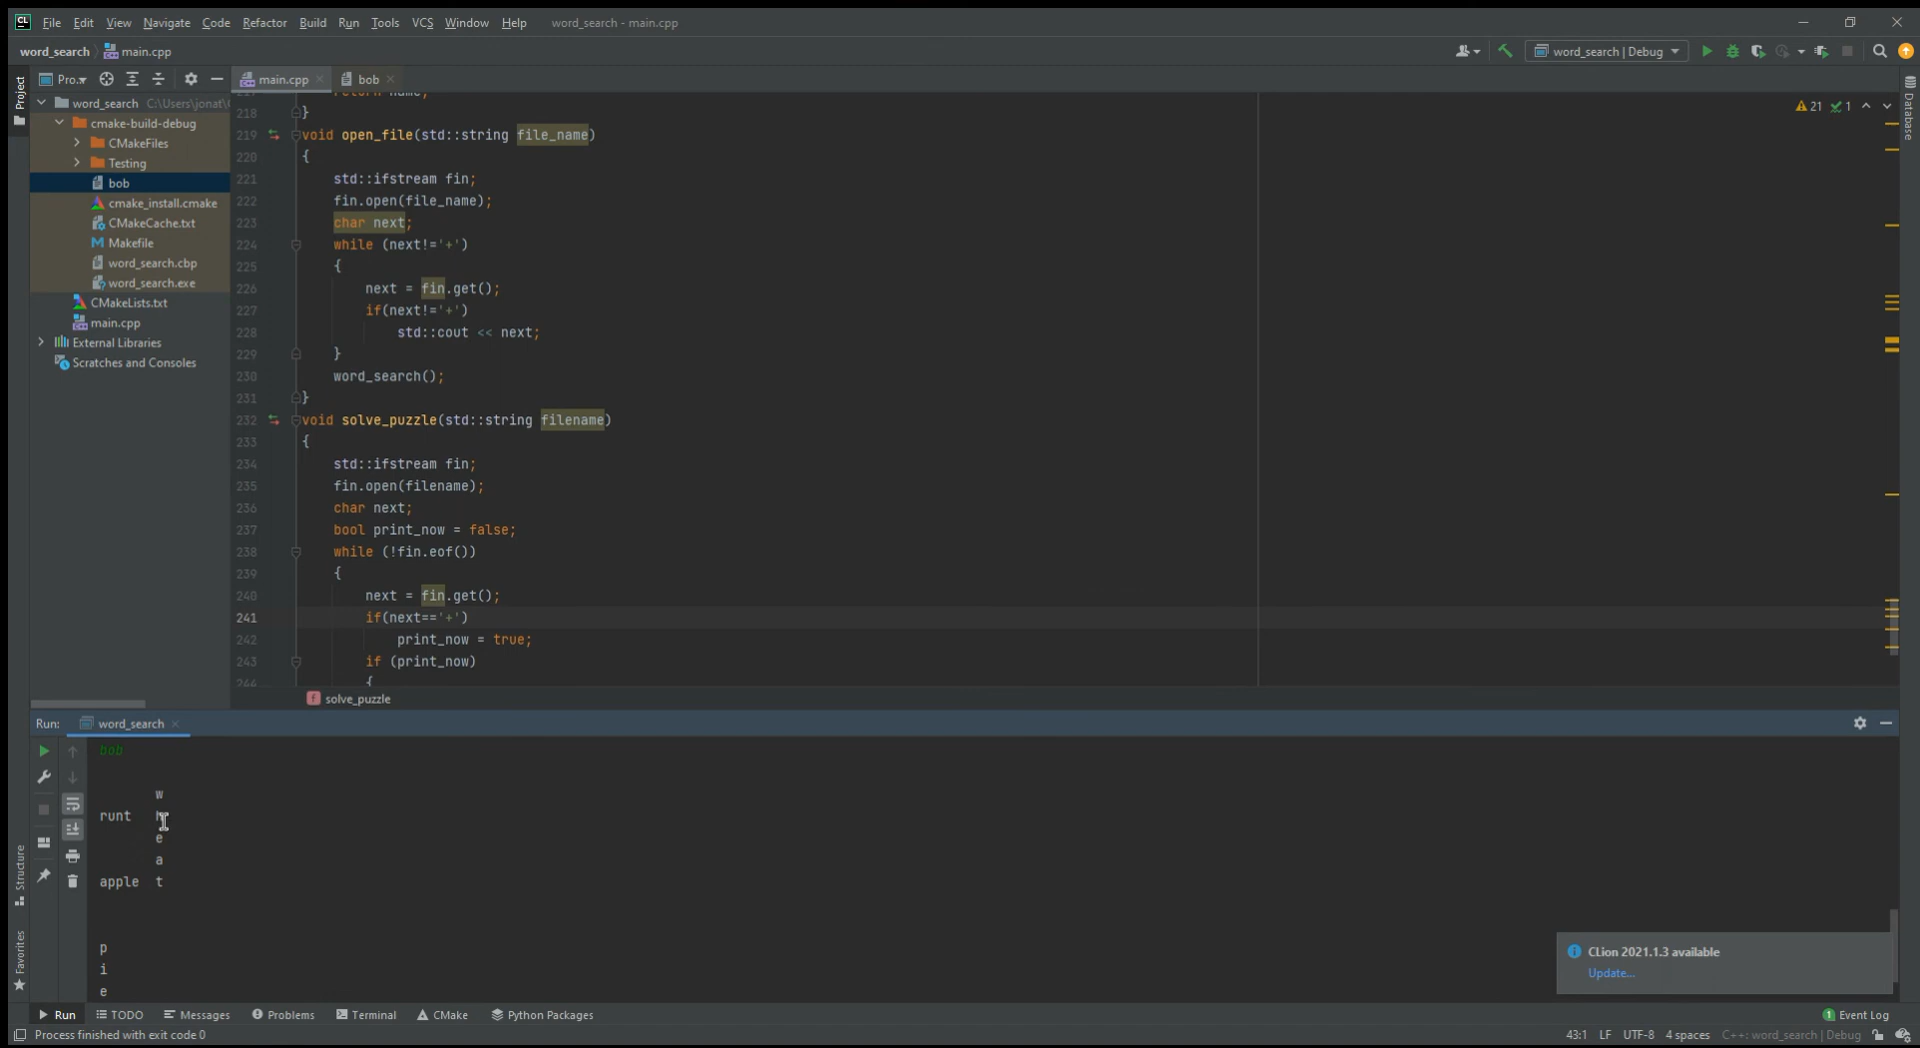 CL File Edit View Navigate Code Refactor Build Run Tools VCS Window Help word_search - main.cpp
word_search main.cpp word_search | Debug
Project Pro... main.cpp bob
word_search C:\Users\jonat\
cmake-build-debug
CMakeFiles
Testing
bob
cmake_install.cmake
CMakeCache.txt
Makefile
word_search.cbp
word_search.exe
CMakeLists.txt
main.cpp
External Libraries
Scratches and Consoles
21 1
Database
217 return name;
218 }
219 void open_file(std::string file_name)
220 {
221 std::ifstream fin;
222 fin.open(file_name);
223 char next;
224 while (next!='+')
225 {
226 next = fin.get();
227 if(next!='+')
228 std::cout << next;
229 }
230 word_search();
231 }
232 void solve_puzzle(std::string filename)
233 {
234 std::ifstream fin;
235 fin.open(filename);
236 char next;
237 bool print_now = false;
238 while (!fin.eof())
239 {
240 next = fin.get();
241 if(next=='+')
242 print_now = true;
243 if (print_now)
244 {
f solve_puzzle
Run: word_search
bob
w
runt
e
a
apple t
p
i
e
Structure
Favorites
CLion 2021.1.3 available
Update...
Run TODO Messages Problems Terminal CMake Python Packages 1 Event Log
Process finished with exit code 0 43:1 LF UTF-8 4 spaces C++: word_search | Debug